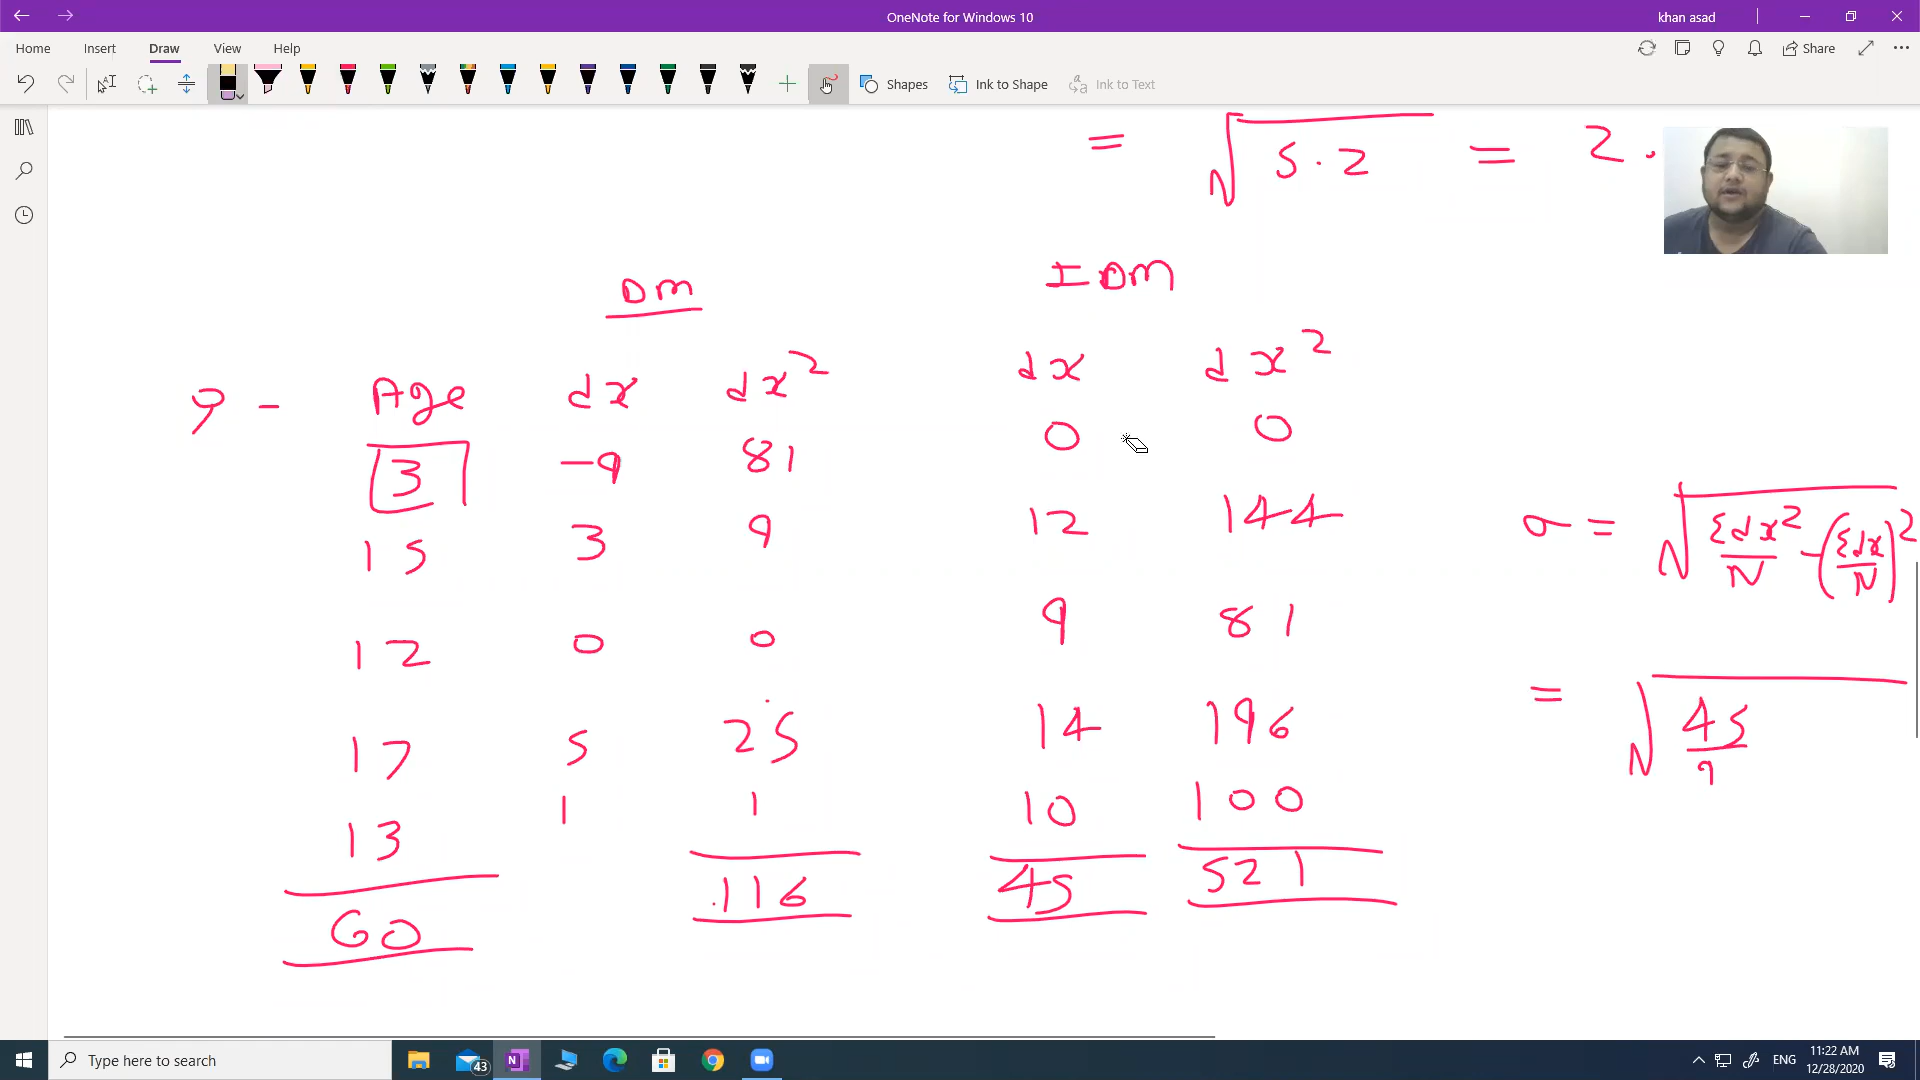 OneNote for Windows 10
khan asad
Home Insert Draw View Help
Share
Shapes Ink to Shape Ink to Text
= √5.2 = 2.
DM IDM
Age dx dx² dx dx²
3 -9 81 0 0
15 3 9 12 144
12 0 0 9 81
17 5 25 14 196
13 1 1 10 100
60 116 45 521
σ = √Σdx²/N - (Σdx/N)²
= √45/
Type here to search
43
ENG
11:22 AM
12/28/2020